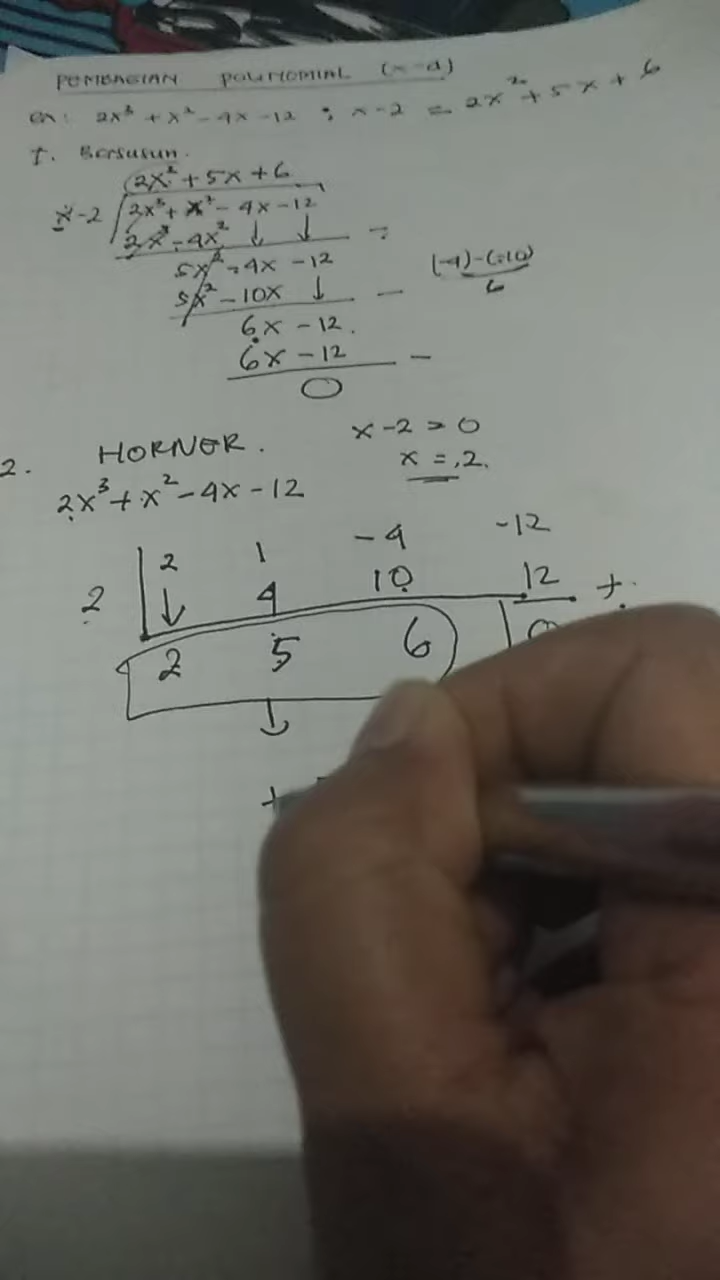 PEMBAGIAN POLINOMIAL (x-a)
2x³ + x² - 4x - 12 : x - 2 = 2x² + 5x + 6
1. Bersusun.
2x² + 5x + 6
x - 2 2x³ + x² - 4x - 12
2x³ - 4x² ↓ ↓ -
5x² - 4x - 12 (-4)-(-10)
5x² - 10x ↓ - 6
6x - 12.
6x - 12 -
0
2. HORNER. x - 2 = 0
2x³ + x² - 4x - 12 x = 2.
2 1 -4 -12
2 ↓ 4 10 12 +
2 5 6 0
↓
+